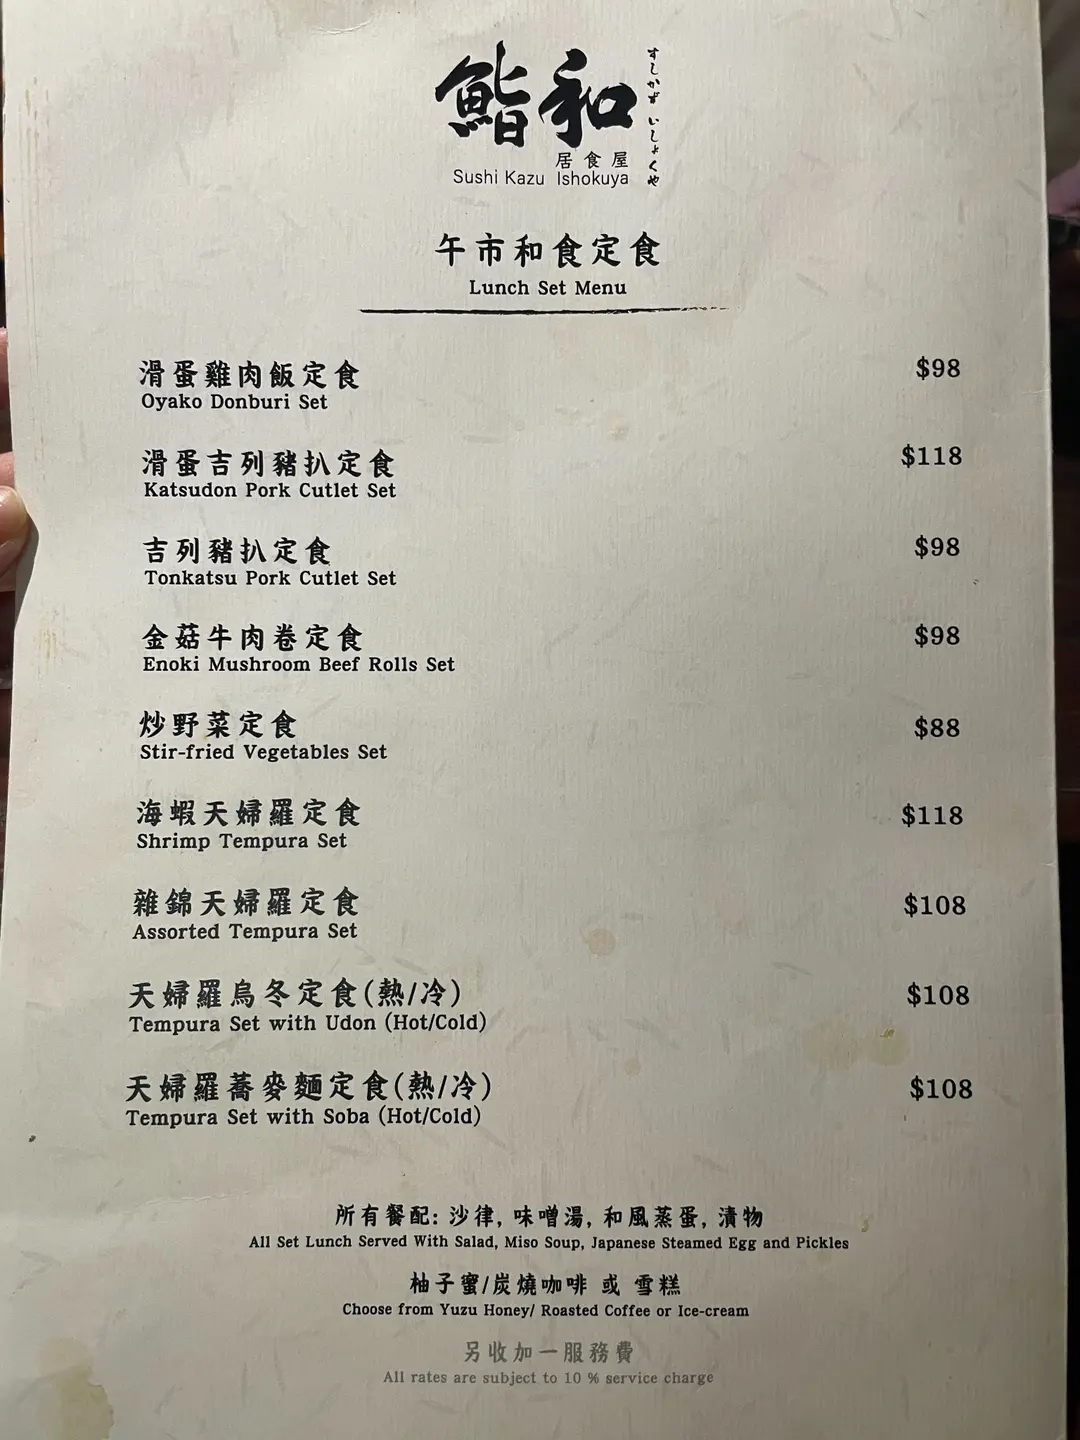 鮨和
すしかず いしょくや
居食屋
Sushi Kazu Ishokuya
午市和食定食
Lunch Set Menu
滑蛋雞肉飯定食 $98
Oyako Donburi Set
滑蛋吉列豬扒定食 $118
Katsudon Pork Cutlet Set
吉列豬扒定食 $98
Tonkatsu Pork Cutlet Set
金菇牛肉卷定食 $98
Enoki Mushroom Beef Rolls Set
炒野菜定食 $88
Stir-fried Vegetables Set
海蝦天婦羅定食 $118
Shrimp Tempura Set
雜錦天婦羅定食 $108
Assorted Tempura Set
天婦羅烏冬定食(熱/冷) $108
Tempura Set with Udon (Hot/Cold)
天婦羅蕎麥麵定食(熱/冷) $108
Tempura Set with Soba (Hot/Cold)
所有餐配: 沙律, 味噌湯, 和風蒸蛋, 漬物
All Set Lunch Served With Salad, Miso Soup, Japanese Steamed Egg and Pickles
柚子蜜/炭燒咖啡 或 雪糕
Choose from Yuzu Honey/ Roasted Coffee or Ice-cream
另收加一服務費
All rates are subject to 10 % service charge